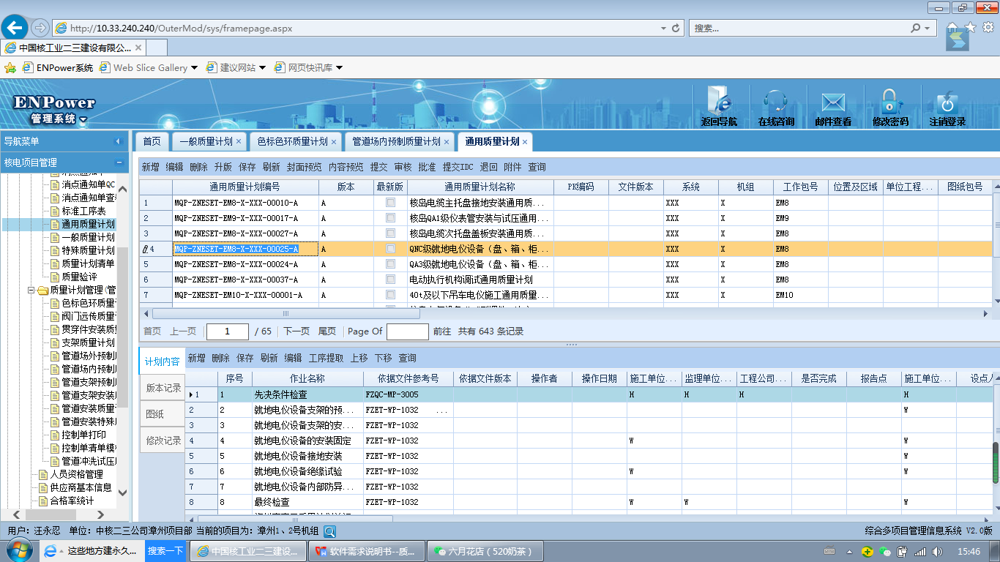 http://10.33.240.240/OuterMod/sys/framepage.aspx
搜索...
中国核工业二三建设有限公...
ENPower系统 Web Slice Gallery 建议网站 网页快讯库
ENPower
管理系统
返回导航 在线咨询 邮件查看 修改密码 注销登录
导航菜单
核电项目管理
消点通知单QC
消点通知单查
标准工序表
通用质量计划
一般质量计划
特殊质量计划
质量计划清单
质量验评
质量计划管理(管
色标色环质量
阀门远传质量
贯穿件安装质
支架质量计划
管道场外预制
管道场内预制
管道支架预制
管道支架安装
管道安装质量
管道安装特殊
控制单打印
控制单清单模
管道冲洗试压
人员资格管理
供应商基本信息
合格率统计
首页 一般质量计划 色标色环质量计划 管道场内预制质量计划 通用质量计划
新增 编辑 删除 升版 保存 刷新 封面预览 内容预览 提交 审核 批准 提交IDC 退回 附件 查询
通用质量计划编号 版本 最新版 通用质量计划名称 PK编码 文件版本 系统 机组 工作包号 位置及区域 单位工程... 图纸包号
1 MQP-ZNESET-EM8-X-XXX-00010-A A 核岛电缆主托盘接地安装通用质... XXX X EM8
2 MQP-ZNESET-EM9-X-XXX-00017-A A 核岛QA1级仪表管安装与试压通用... XXX X EM9
3 MQP-ZNESET-EM8-X-XXX-00027-A A 核岛电缆次托盘盖板安装通用质... XXX X EM8
4 MQP-ZNESET-EM8-X-XXX-00025-A A QNC级就地电仪设备（盘、箱、柜... XXX X EM8
5 MQP-ZNESET-EM8-X-XXX-00024-A A QA3级就地电仪设备（盘、箱、柜... XXX X EM8
6 MQP-ZNESET-EM8-X-XXX-00037-A A 电动执行机构调试通用质量计划 XXX X EM8
7 MQP-ZNESET-EM10-X-XXX-00001-A A 40t及以下吊车电仪施工通用质量... XXX X EM10
首页 上一页 1 / 65 下一页 尾页 Page Of 前往 共有 643 条记录
计划内容
版本记录
图纸
修改记录
新增 删除 保存 刷新 编辑 工序提取 上移 下移 查询
序号 作业名称 依据文件参考号 依据文件版本 操作者 操作日期 施工单位... 监理单位... 工程公司... 是否完成 报告点 施工单位... 设点人
1 1 先决条件检查 FZQC-MP-3005 H H H H
2 2 就地电仪设备支架的预... FZET-WP-1032 ... W
3 3 就地电仪设备支架的安... FZET-WP-1032
4 4 就地电仪设备的安装固定 FZET-WP-1032 W W
5 5 就地电仪设备接地安装 FZET-WP-1032 W
6 6 就地电仪设备绝缘试验 FZET-WP-1032 W W
7 7 就地电仪设备内部防异... FZET-WP-1032
8 8 最终检查 FZET-WP-1032 W W W
用户：汪永忍 单位：中核二三公司漳州项目部 当前的项目为：漳州1、2号机组
综合多项目管理信息系统 V2.0版
这些地方建永久... 搜索一下 中国核工业二三建设... 软件需求说明书--质... 六月花店（520奶茶）
15:46